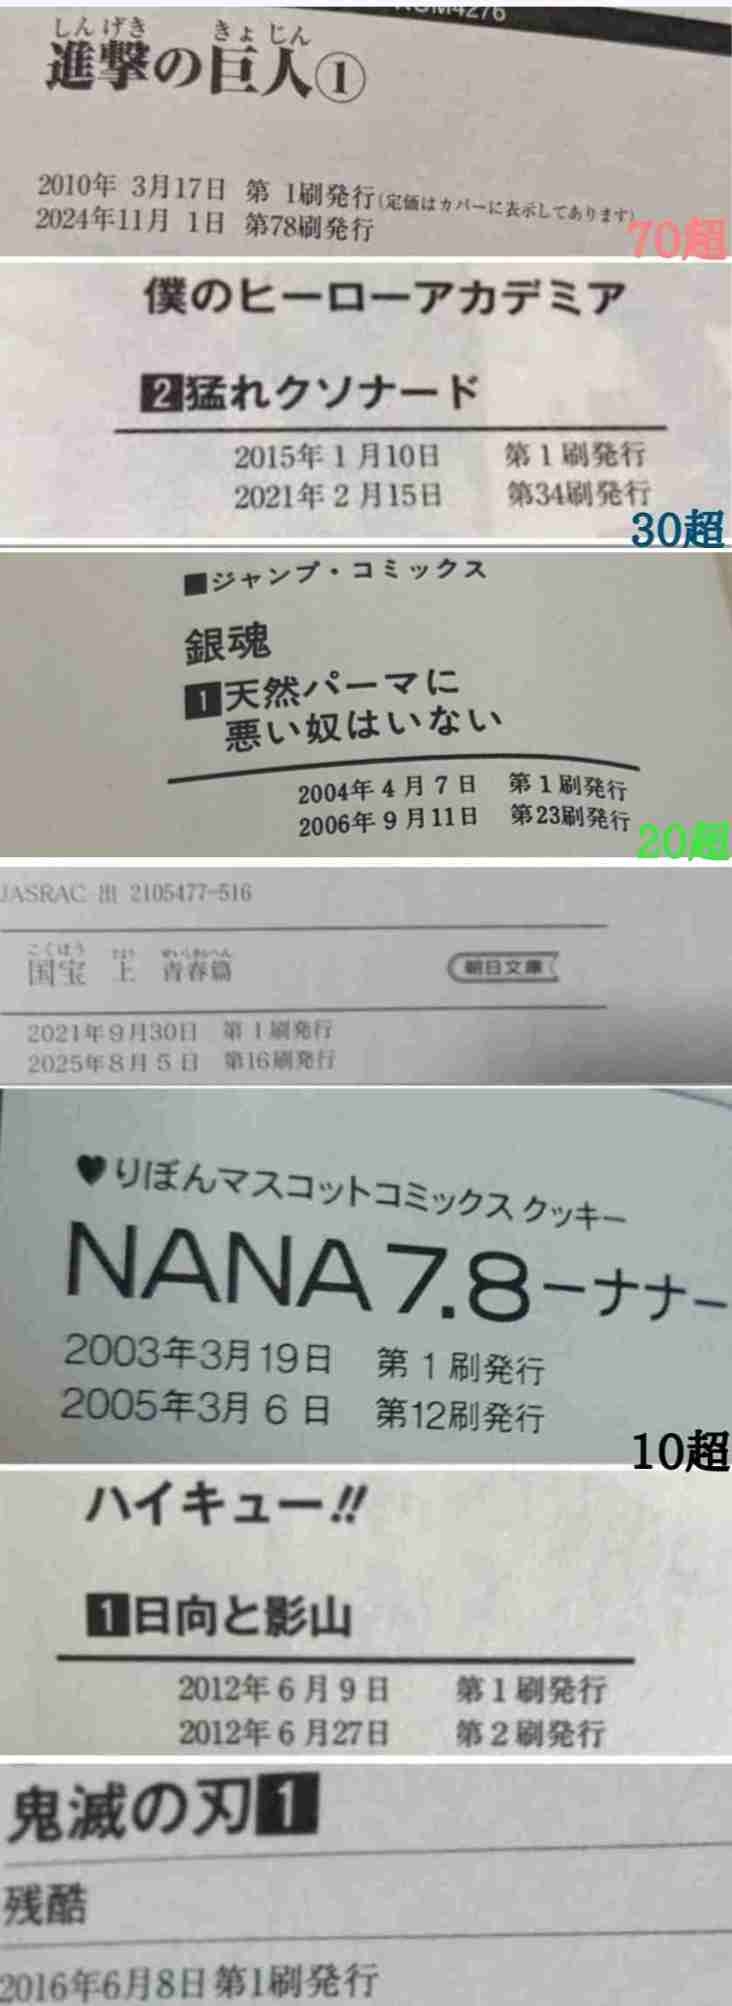 しんげき きょじん
進撃の巨人①
2010年 3月17日 第 1刷発行(定価はカバーに表示してあります)
2024年11月 1日 第78刷発行
70超
僕のヒーローアカデミア
2猛れクソナード
2015年1月10日 第1刷発行
2021年2月15日 第34刷発行
30超
■ジャンプ・コミックス
銀魂
1天然パーマに
悪い奴はいない
2004年4月7日 第1刷発行
2006年9月11日 第23刷発行
20超
JASRAC 出 2105477-516
こくほう じょう せいしゅんへん
国宝 上 青春篇
朝日文庫
2021年9月30日 第1刷発行
2025年8月5日 第16刷発行
♥りぼんマスコットコミックス クッキー
NANA7.8ーナナー
2003年3月19日 第1刷発行
2005年3月6日 第12刷発行
10超
ハイキュー!!
1日向と影山
2012年6月9日 第1刷発行
2012年6月27日 第2刷発行
鬼滅の刃1
残酷
2016年6月8日第1刷発行